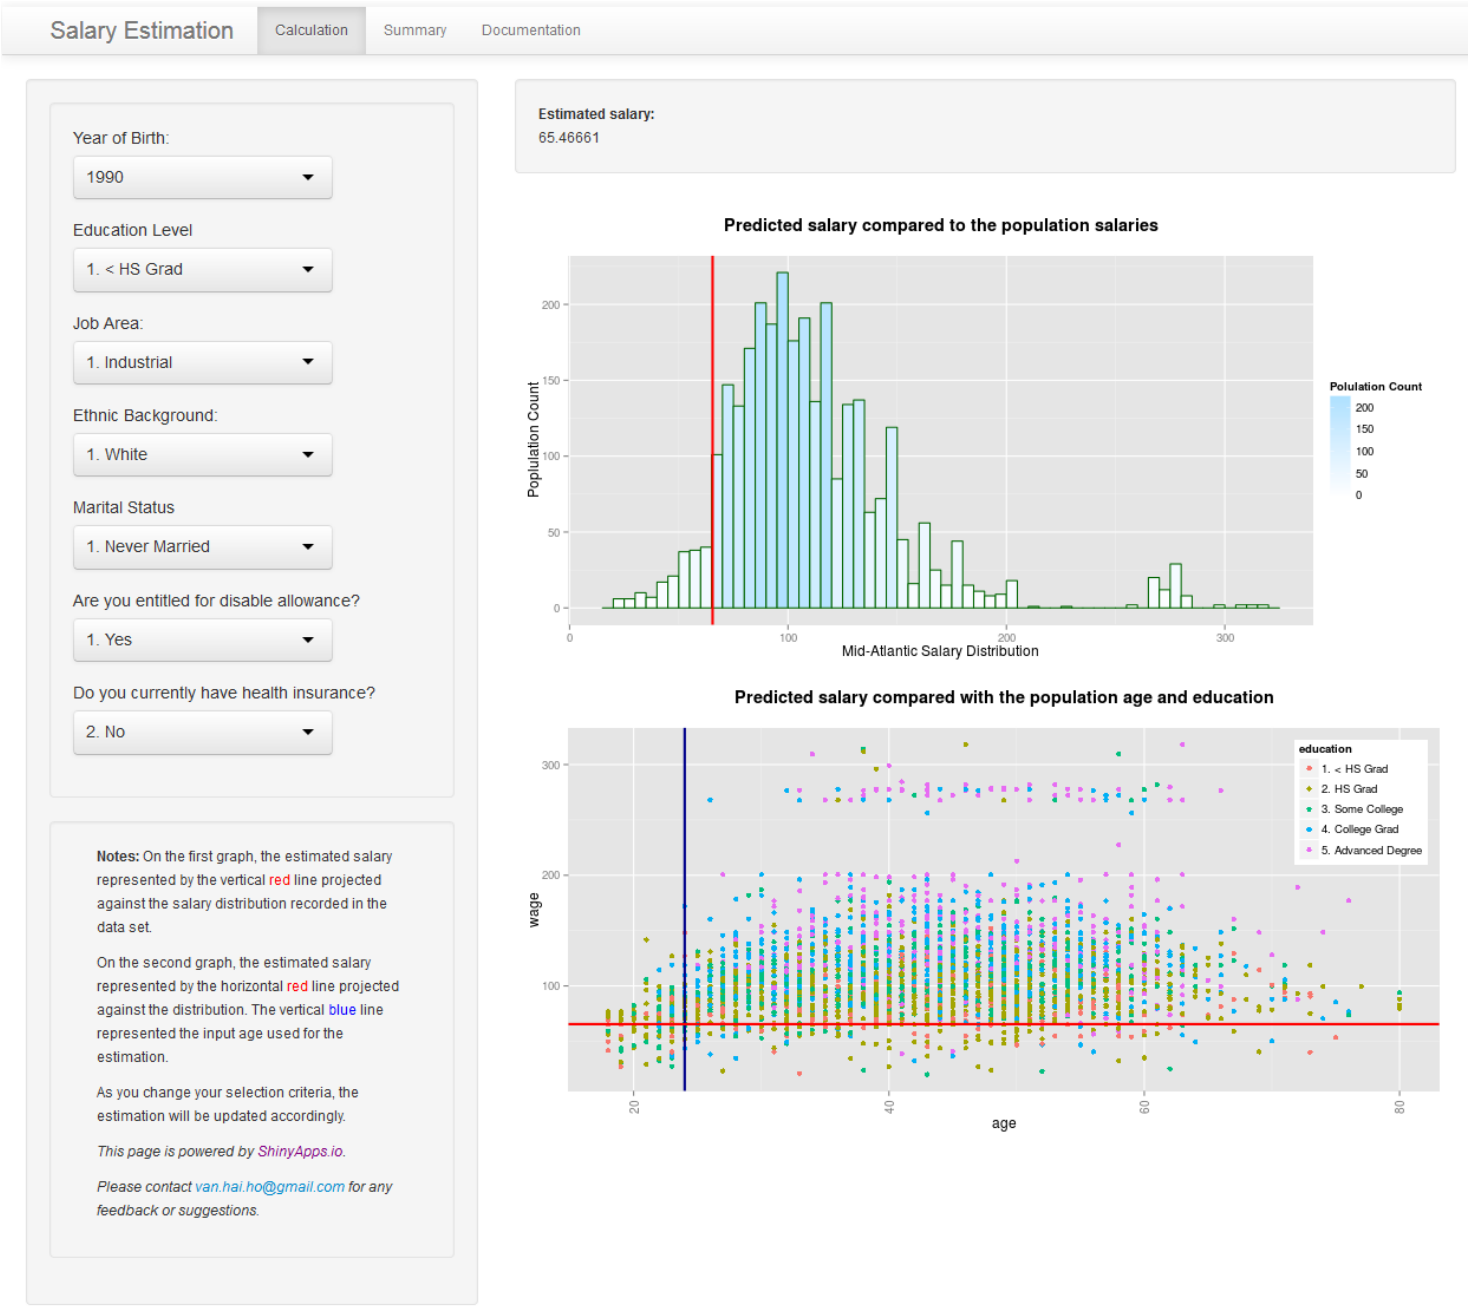 Salary Estimation
Calculation
Summary
Documentation
Year of Birth:
1990
Education Level
1. < HS Grad
Job Area:
1. Industrial
Ethnic Background:
1. White
Marital Status
1. Never Married
Are you entitled for disable allowance?
1. Yes
Do you currently have health insurance?
2. No
Notes: On the first graph, the estimated salary
represented by the vertical red line projected
against the salary distribution recorded in the
data set.
On the second graph, the estimated salary
represented by the horizontal red line projected
against the distribution. The vertical blue line
represented the input age used for the
estimation.
As you change your selection criteria, the
estimation will be updated accordingly.
This page is powered by ShinyApps.io.
Please contact van.hai.ho@gmail.com for any
feedback or suggestions.
Estimated salary:
65.46661
Predicted salary compared to the population salaries
Poplulation Count
200
150
100
50
0
0
100
200
300
Mid-Atlantic Salary Distribution
Polulation Count
200
150
100
50
0
Predicted salary compared with the population age and education
wage
300
200
100
20
40
60
80
age
education
1. < HS Grad
2. HS Grad
3. Some College
4. College Grad
5. Advanced Degree